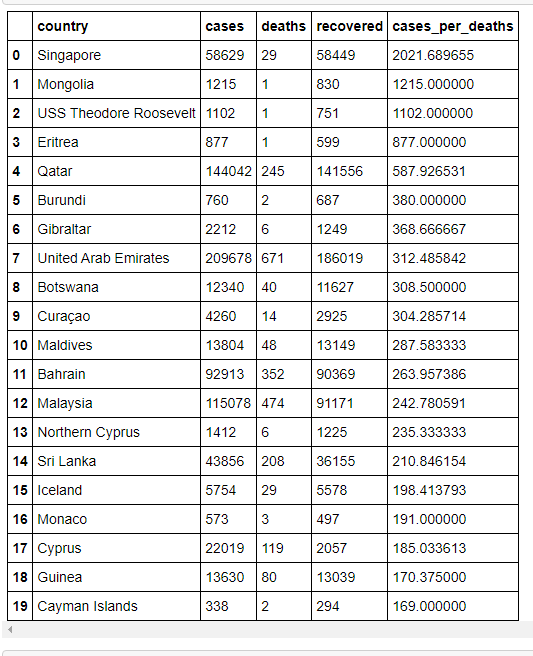 country cases deaths recovered cases_per_deaths
0 Singapore 58629 29 58449 2021.689655
1 Mongolia 1215 1 830 1215.000000
2 USS Theodore Roosevelt 1102 1 751 1102.000000
3 Eritrea 877 1 599 877.000000
4 Qatar 144042 245 141556 587.926531
5 Burundi 760 2 687 380.000000
6 Gibraltar 2212 6 1249 368.666667
7 United Arab Emirates 209678 671 186019 312.485842
8 Botswana 12340 40 11627 308.500000
9 Curaçao 4260 14 2925 304.285714
10 Maldives 13804 48 13149 287.583333
11 Bahrain 92913 352 90369 263.957386
12 Malaysia 115078 474 91171 242.780591
13 Northern Cyprus 1412 6 1225 235.333333
14 Sri Lanka 43856 208 36155 210.846154
15 Iceland 5754 29 5578 198.413793
16 Monaco 573 3 497 191.000000
17 Cyprus 22019 119 2057 185.033613
18 Guinea 13630 80 13039 170.375000
19 Cayman Islands 338 2 294 169.000000